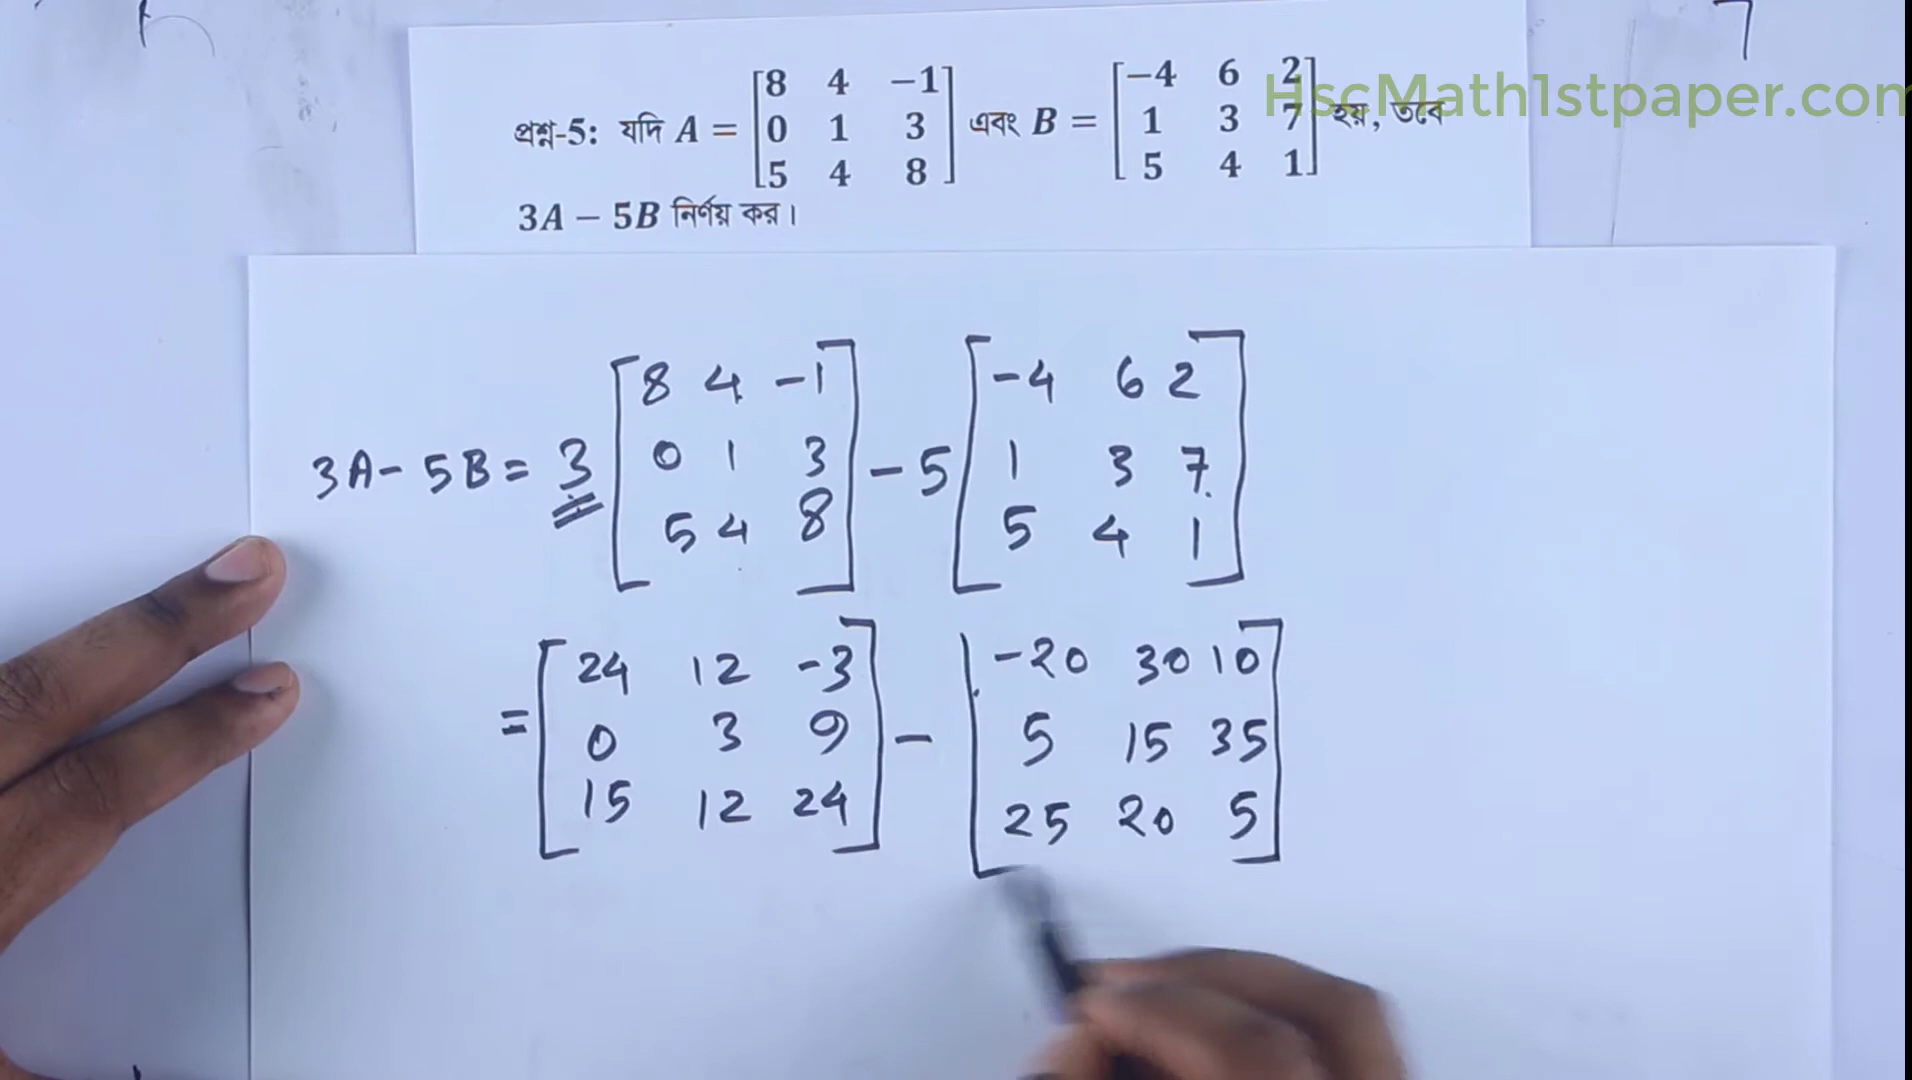 HscMath1stpaper.com
প্রশ্ন-5: যদি A = [8 4 −1
0 1 3
5 4 8] এবং B = [−4 6 2
1 3 7
5 4 1] হয়, তবে
3A − 5B নির্ণয় কর।
3A - 5B = 3 [8 4 -1
0 1 3
5 4 8] - 5 [-4 6 2
1 3 7
5 4 1]
= [24 12 -3
0 3 9
15 12 24] - [-20 30 10
5 15 35
25 20 5]